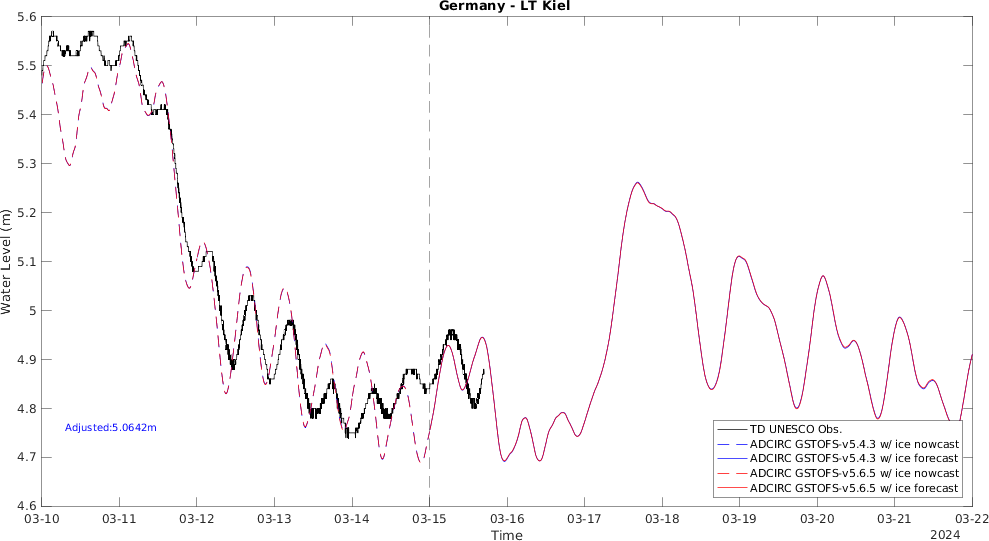 Germany - LT Kiel
5.6
5.5
5.4
5.3
5.2
5.1
5
4.9
4.8
4.7
4.6
Water Level (m)
Adjusted:5.0642m
TD UNESCO Obs.
ADCIRC GSTOFS-v5.4.3 w/ ice nowcast
ADCIRC GSTOFS-v5.4.3 w/ ice forecast
ADCIRC GSTOFS-v5.6.5 w/ ice nowcast
ADCIRC GSTOFS-v5.6.5 w/ ice forecast
03-10 03-11 03-12 03-13 03-14 03-15 03-16 03-17 03-18 03-19 03-20 03-21 03-22
Time
2024